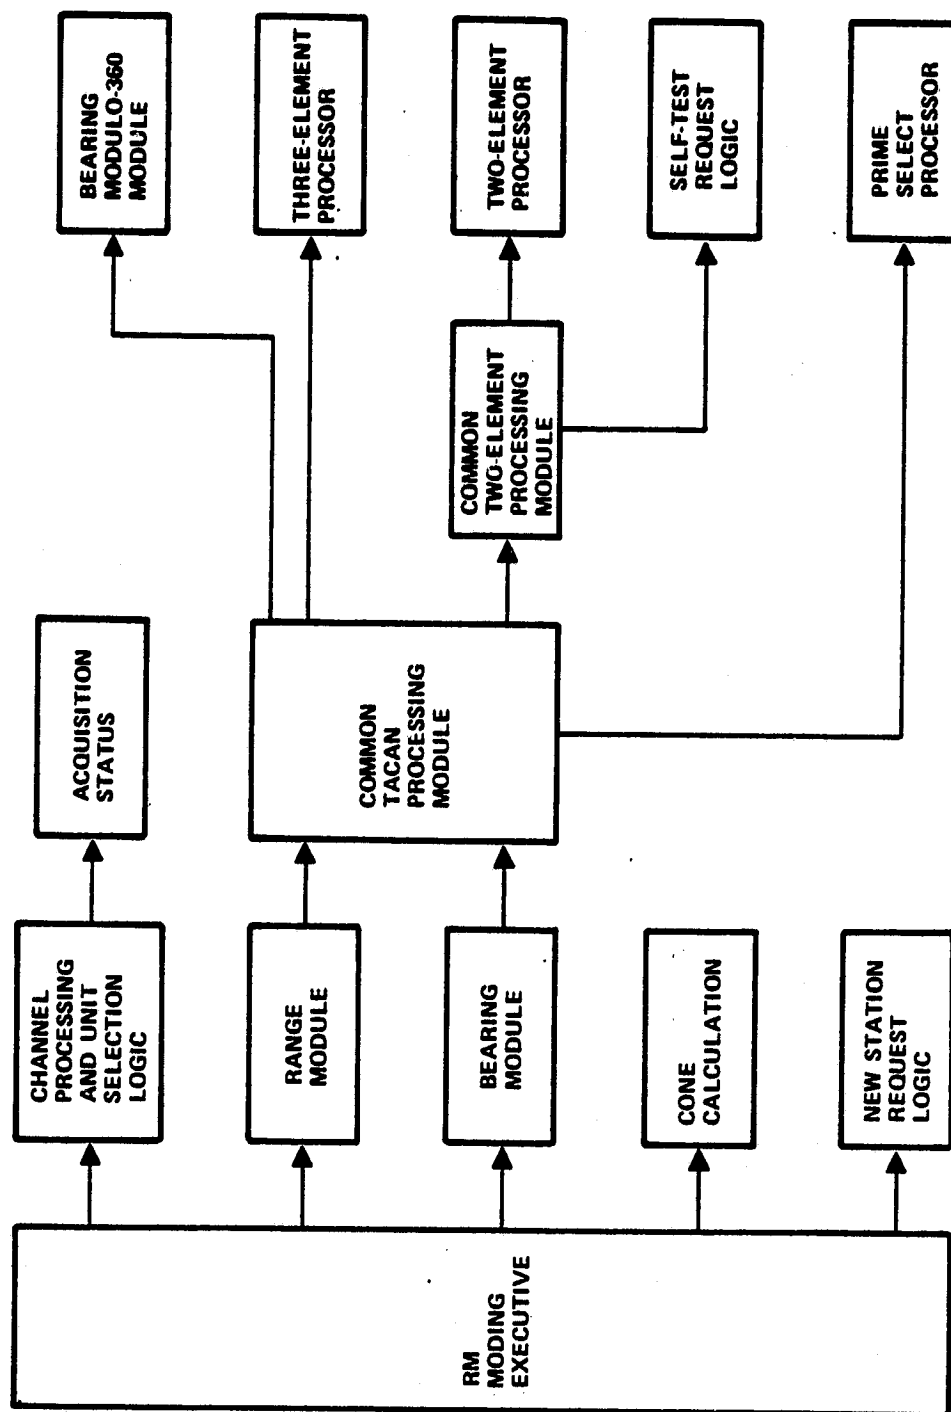 RM
MODING
EXECUTIVE
CHANNEL
PROCESSING
AND UNIT
SELECTION
LOGIC
RANGE
MODULE
BEARING
MODULE
CONE
CALCULATION
NEW STATION
REQUEST
LOGIC
ACQUISITION
STATUS
COMMON
TACAN
PROCESSING
MODULE
COMMON
TWO-ELEMENT
PROCESSING
MODULE
BEARING
MODULO-360
MODULE
THREE-ELEMENT
PROCESSOR
TWO-ELEMENT
PROCESSOR
SELF-TEST
REQUEST
LOGIC
PRIME
SELECT
PROCESSOR